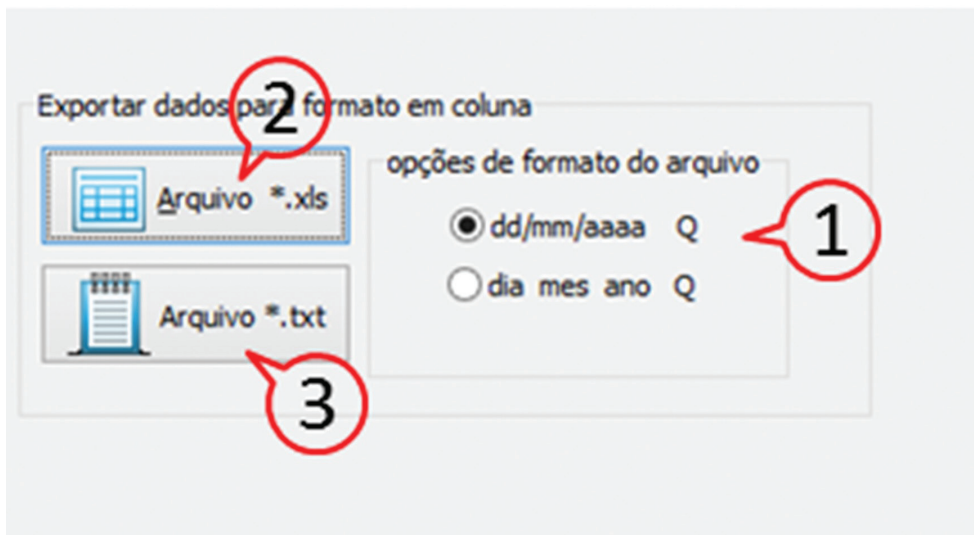 2
Exportar dados para formato em coluna
Arquivo *.xls
opções de formato do arquivo
dd/mm/aaaa Q
1
dia mes ano Q
Arquivo *.txt
3